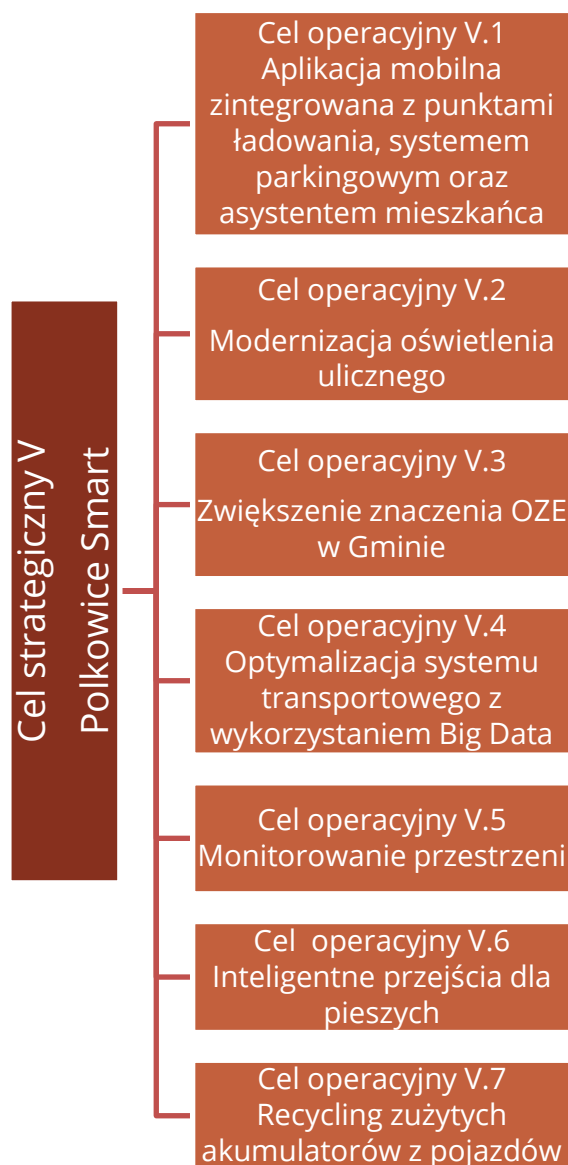 Cel strategiczny V
Polkowice Smart
Cel operacyjny V.1
Aplikacja mobilna
zintegrowana z punktami
ładowania, systemem
parkingowym oraz
asystentem mieszkańca
Cel operacyjny V.2
Modernizacja oświetlenia
ulicznego
Cel operacyjny V.3
Zwiększenie znaczenia OZE
w Gminie
Cel operacyjny V.4
Optymalizacja systemu
transportowego z
wykorzystaniem Big Data
Cel operacyjny V.5
Monitorowanie przestrzeni
Cel operacyjny V.6
Inteligentne przejścia dla
pieszych
Cel operacyjny V.7
Recycling zużytych
akumulatorów z pojazdów